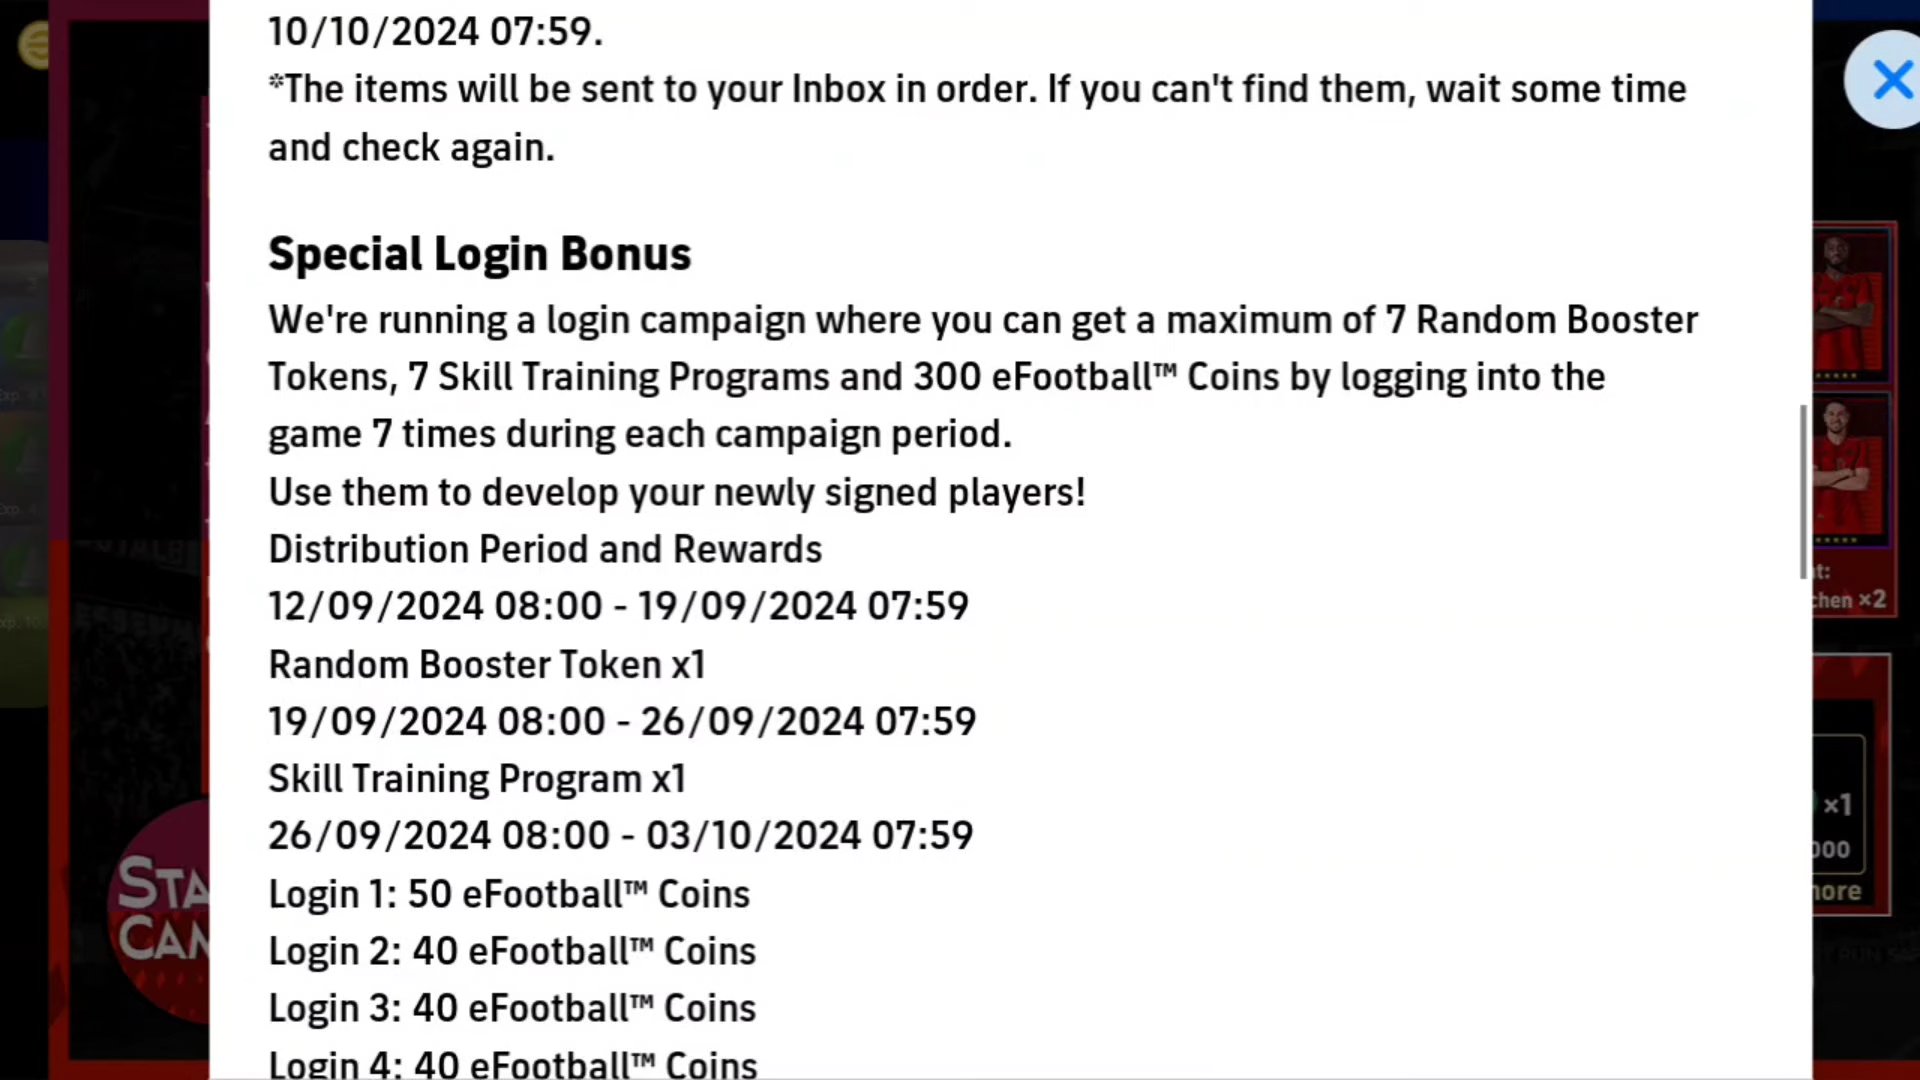 10/10/2024 07:59.
*The items will be sent to your Inbox in order. If you can't find them, wait some time
and check again.
Special Login Bonus
We're running a login campaign where you can get a maximum of 7 Random Booster
Tokens, 7 Skill Training Programs and 300 eFootball™ Coins by logging into the
game 7 times during each campaign period.
Use them to develop your newly signed players!
Distribution Period and Rewards
12/09/2024 08:00 - 19/09/2024 07:59
Random Booster Token x1
19/09/2024 08:00 - 26/09/2024 07:59
Skill Training Program x1
26/09/2024 08:00 - 03/10/2024 07:59
Login 1: 50 eFootball™ Coins
Login 2: 40 eFootball™ Coins
Login 3: 40 eFootball™ Coins
Login 4: 40 eFootball™ Coins
STA
CAM
chen ×2
×1
000
more